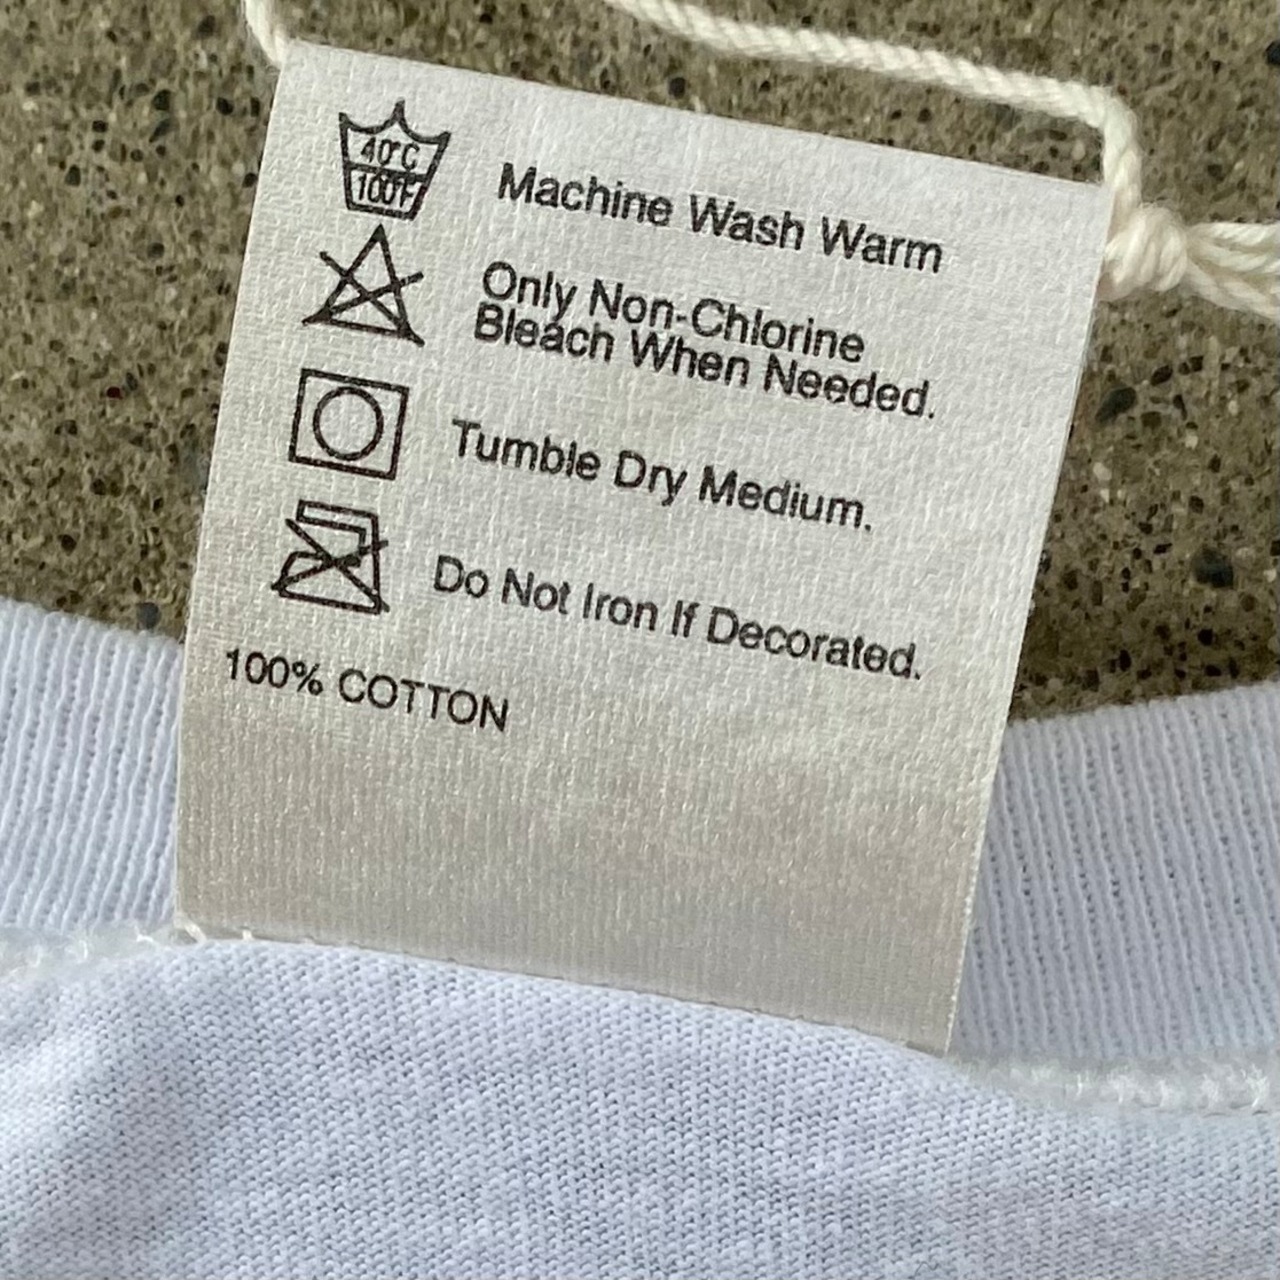 40°C
100°F
Machine Wash Warm
Only Non-Chlorine
Bleach When Needed.
Tumble Dry Medium.
Do Not Iron If Decorated.
100% COTTON